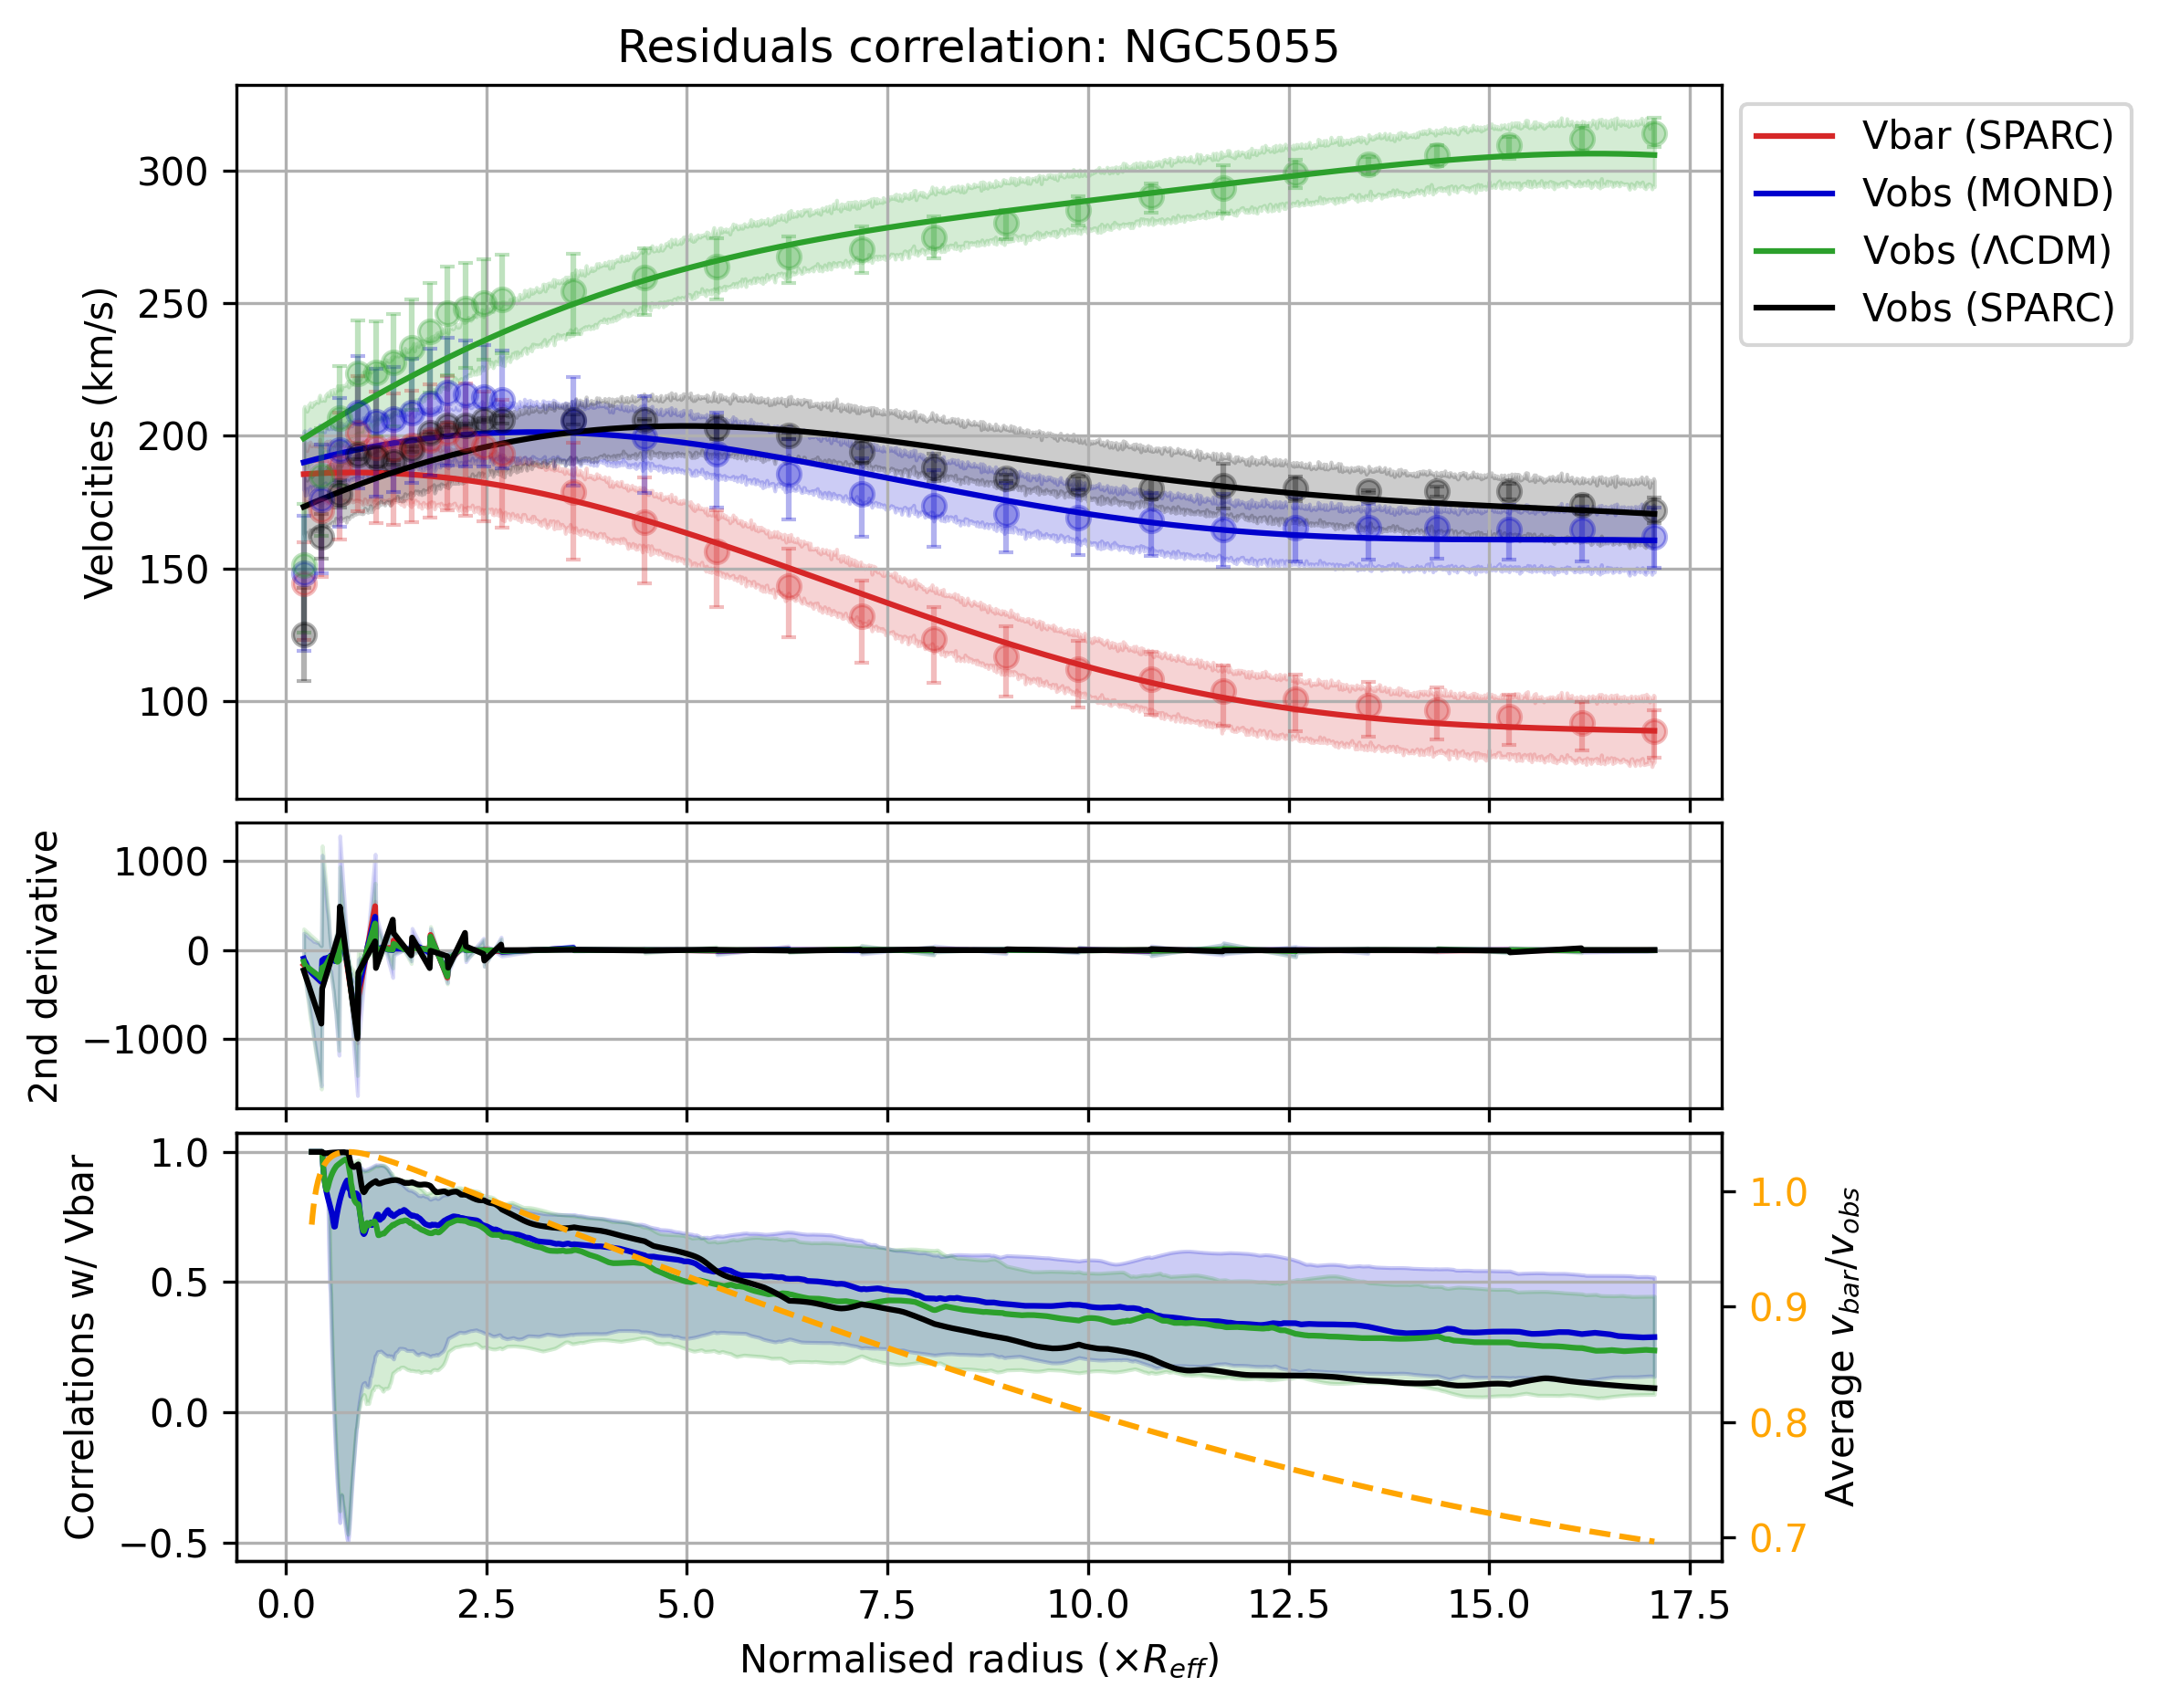 Residuals correlation: NGC5055
Velocities (km/s)
300
250
200
150
100
Vbar (SPARC)
Vobs (MOND)
Vobs (ΛCDM)
Vobs (SPARC)
2nd derivative
1000
0
−1000
Correlations w/ Vbar
1.0
0.5
0.0
−0.5
1.0
0.9
0.8
0.7
Average v_bar/v_obs
0.0 2.5 5.0 7.5 10.0 12.5 15.0 17.5
Normalised radius (×R_eff)